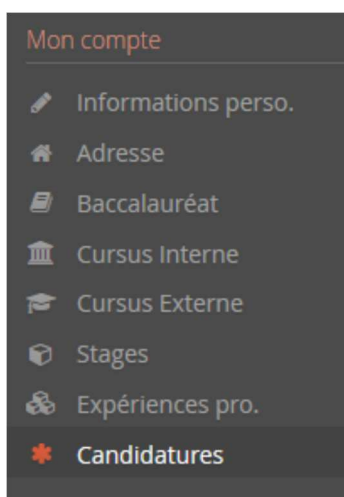 Mon compte
Informations perso.
Adresse
Baccalauréat
Cursus Interne
Cursus Externe
Stages
Expériences pro.
Candidatures